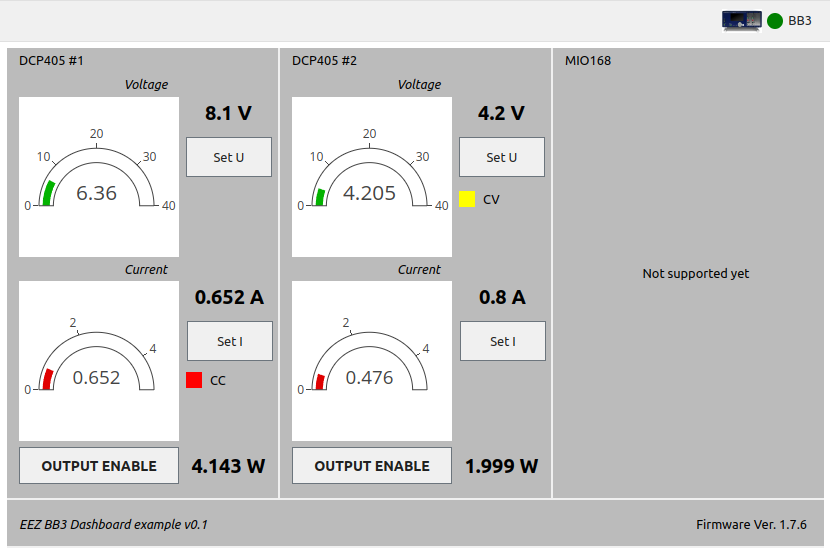 BB3
DCP405 #1
Voltage
8.1 V
0
10
20
30
40
6.36
Set U
Current
0.652 A
0
2
4
0.652
Set I
CC
OUTPUT ENABLE
4.143 W
DCP405 #2
Voltage
4.2 V
0
10
20
30
40
4.205
Set U
CV
Current
0.8 A
0
2
4
0.476
Set I
OUTPUT ENABLE
1.999 W
MIO168
Not supported yet
EEZ BB3 Dashboard example v0.1
Firmware Ver. 1.7.6